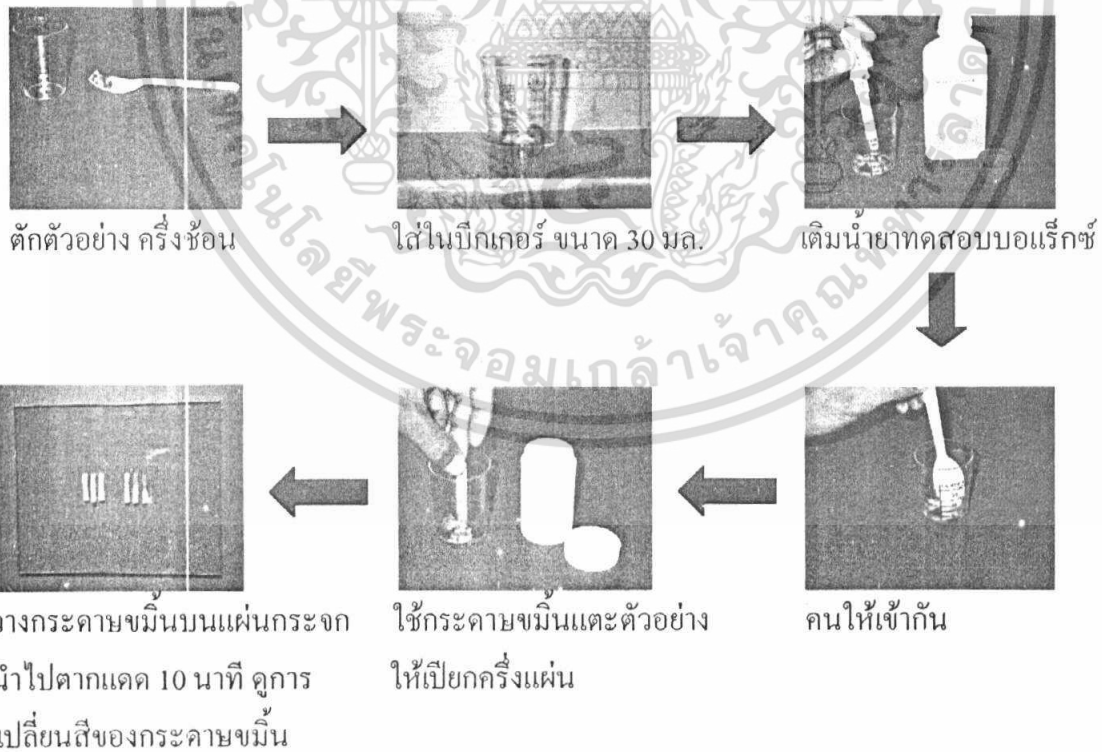 ตักตัวอย่าง ครึ่งช้อน
ใส่ในบีกเกอร์ ขนาด 30 มล.
เติมน้ำยาทดสอบบอแร็กซ์
คนให้เข้ากัน
ใช้กระดาษขมิ้นแตะตัวอย่าง
ให้เปียกครึ่งแผ่น
วางกระดาษขมิ้นบนแผ่นกระจก
นำไปตากแดด 10 นาที ดูการ
เปลี่ยนสีของกระดาษขมิ้น